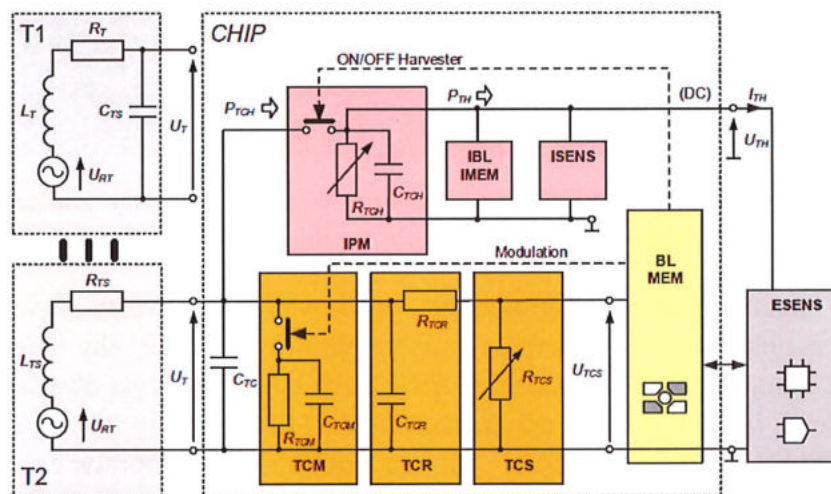 T1
R_T
L_T
C_TS
U_RT
U_T
CHIP
ON/OFF Harvester
P_TCH
P_TH
(DC)
I_TH
U_TH
R_TCH
C_TCH
IPM
IBL
IMEM
ISENS
Modulation
BL
MEM
ESENS
T2
R_TS
L_TS
U_RT
U_T
C_TC
R_TCM
C_TCM
TCM
R_TCR
C_TCR
TCR
R_TCS
TCS
U_TCS